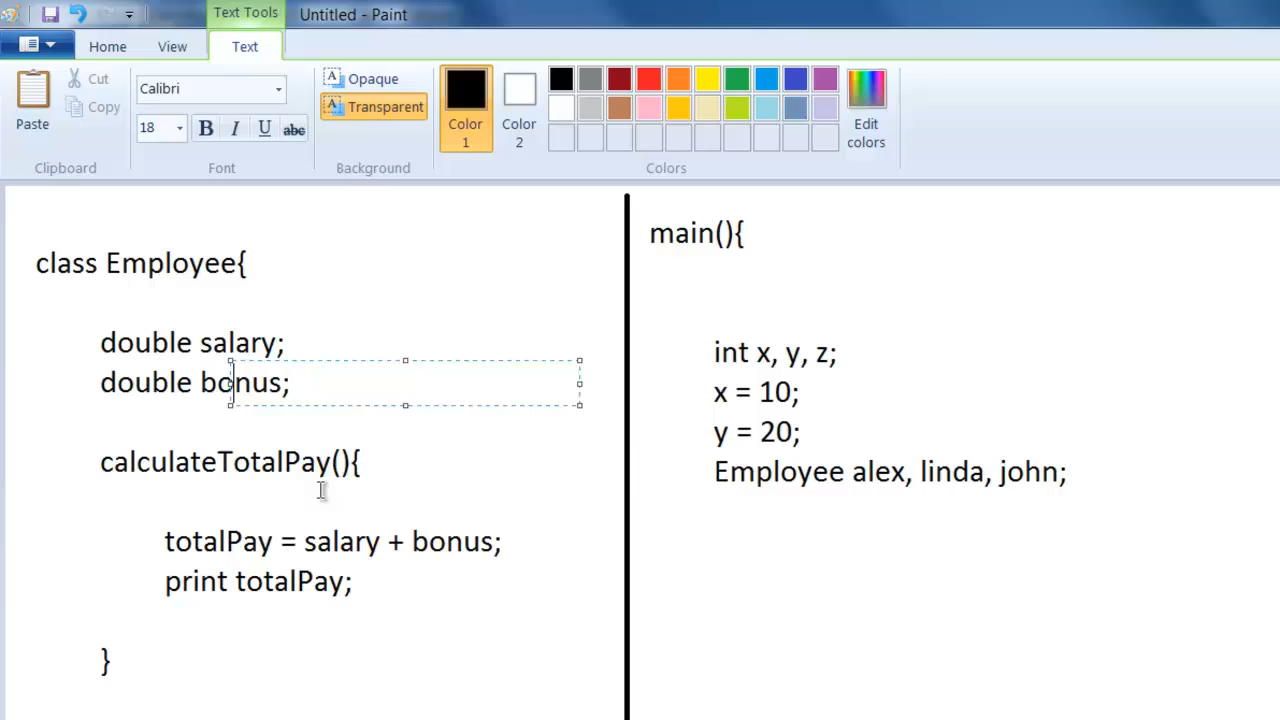 Text Tools
Untitled - Paint
Home
View
Text
Paste
Cut
Copy
Clipboard
Calibri
18
B I U abc
Font
A Opaque
A Transparent
Background
Color 1
Color 2
Edit colors
Colors
class Employee{
double salary;
double bonus;
calculateTotalPay(){
totalPay = salary + bonus;
print totalPay;
}
main(){
int x, y, z;
x = 10;
y = 20;
Employee alex, linda, john;